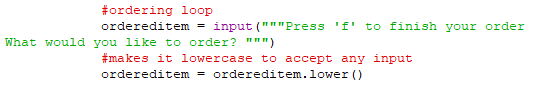 #ordering loop
ordereditem = input("""Press 'f' to finish your order
What would you like to order? """)
#makes it lowercase to accept any input
ordereditem = ordereditem.lower()